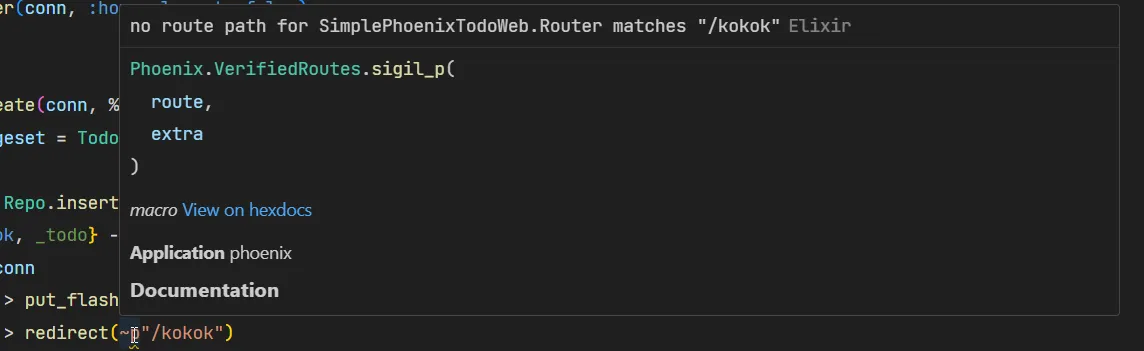 er(conn, :ho
no route path for SimplePhoenixTodoWeb.Router matches "/kokok" Elixir
Phoenix.VerifiedRoutes.sigil_p(
route,
extra
)
eate(conn, %
geset = Todo
macro View on hexdocs
Repo.insert
ok, _todo} -
Application phoenix
conn
Documentation
> put_flash
> redirect(~p"/kokok")